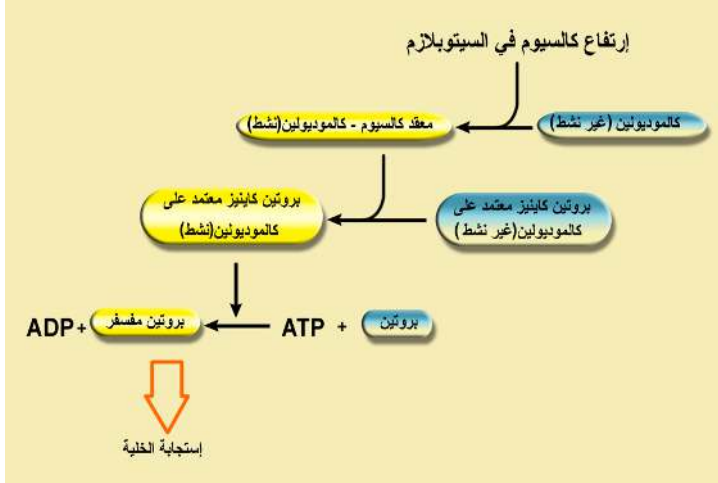 إرتفاع كالسيوم في السيتوبلازم
كالموديولين (غير نشط)
معقد كالسيوم - كالموديولين(نشط)
بروتين كاينيز معتمد على
كالموديولين(غير نشط )
بروتين كاينيز معتمد على
كالموديولين(نشط)
بروتين
+
ATP
بروتين مفسفر
ADP+
إستجابة الخلية